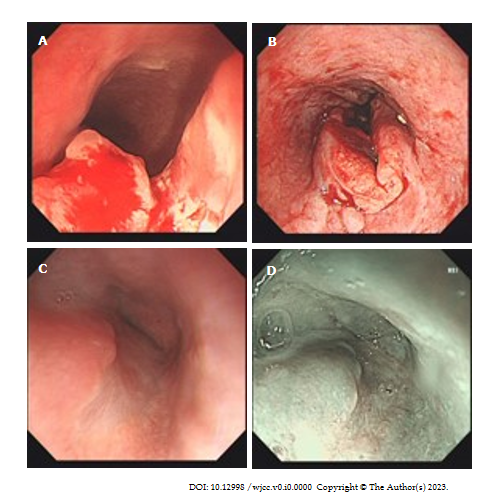 A
B
C
D
DOI: 10.12998/wjcc.v0.i0.0000 Copyright © The Author(s) 2023.